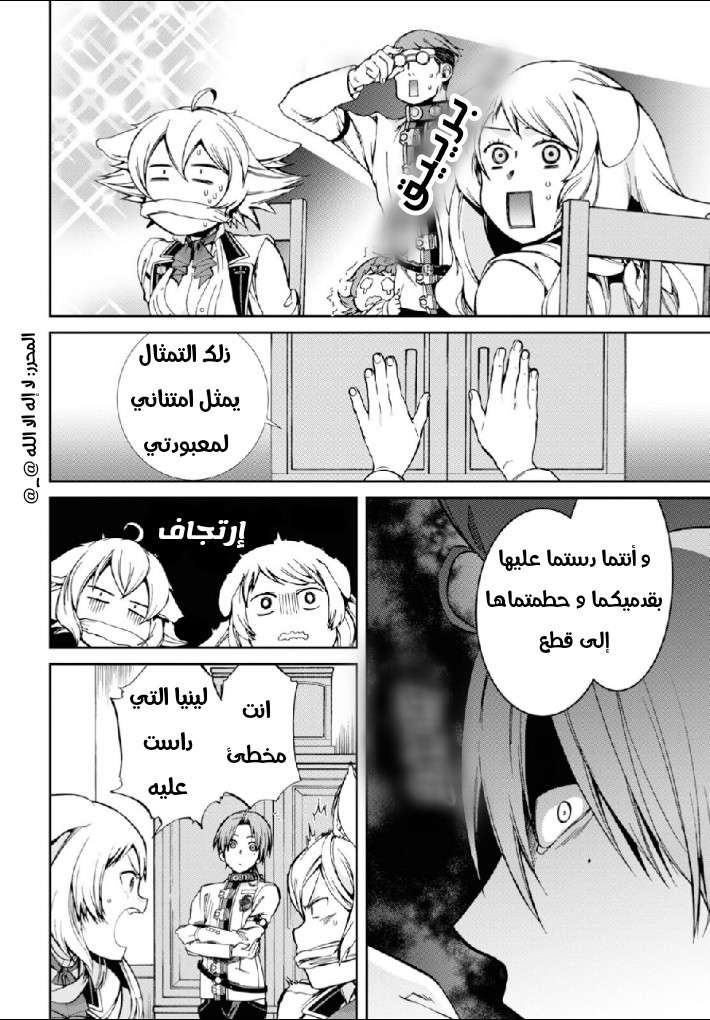 بريييق
ذلك التمثال
يمثل امتناني
لمعبودتي
المحرر: لا إله الا الله @_@
و أنتما دستما عليها
بقدميكما و حطمتماها
إلى قطع
إرتجاف
انت
مخطئ
لينيا التي
داست
عليه